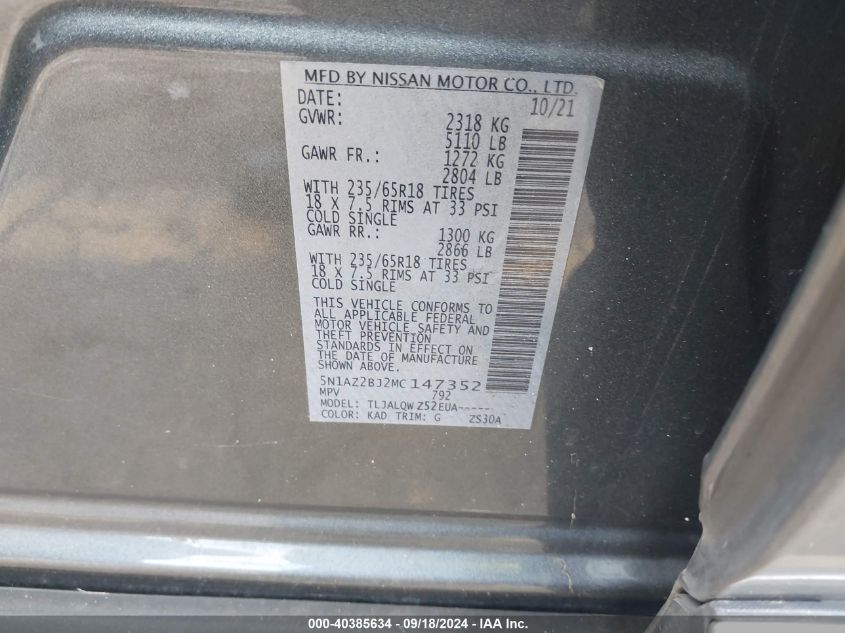 MFD BY NISSAN MOTOR CO., LTD.
DATE: 10/21
GVWR: 2318 KG
5110 LB
GAWR FR.: 1272 KG
2804 LB
WITH 235/65R18 TIRES
18 X 7.5 RIMS AT 33 PSI
COLD SINGLE
GAWR RR.: 1300 KG
2866 LB
WITH 235/65R18 TIRES
18 X 7.5 RIMS AT 33 PSI
COLD SINGLE
THIS VEHICLE CONFORMS TO
ALL APPLICABLE FEDERAL
MOTOR VEHICLE SAFETY AND
THEFT PREVENTION
STANDARDS IN EFFECT ON
THE DATE OF MANUFACTURE
SHOWN ABOVE.
5N1AZ2BJ2MC147352
MPV 792
MODEL: TLJALQWZ52EUA-----
COLOR: KAD TRIM: G ZS30A
000-40385634 - 09/18/2024 - IAAI.com